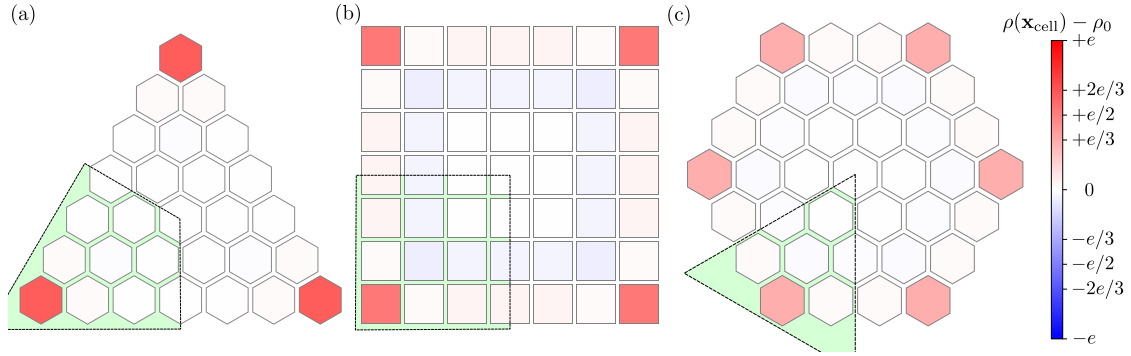 (a)
(b)
(c)
ρ(x_cell) − ρ_0
+e
+2e/3
+e/2
+e/3
0
−e/3
−e/2
−2e/3
−e